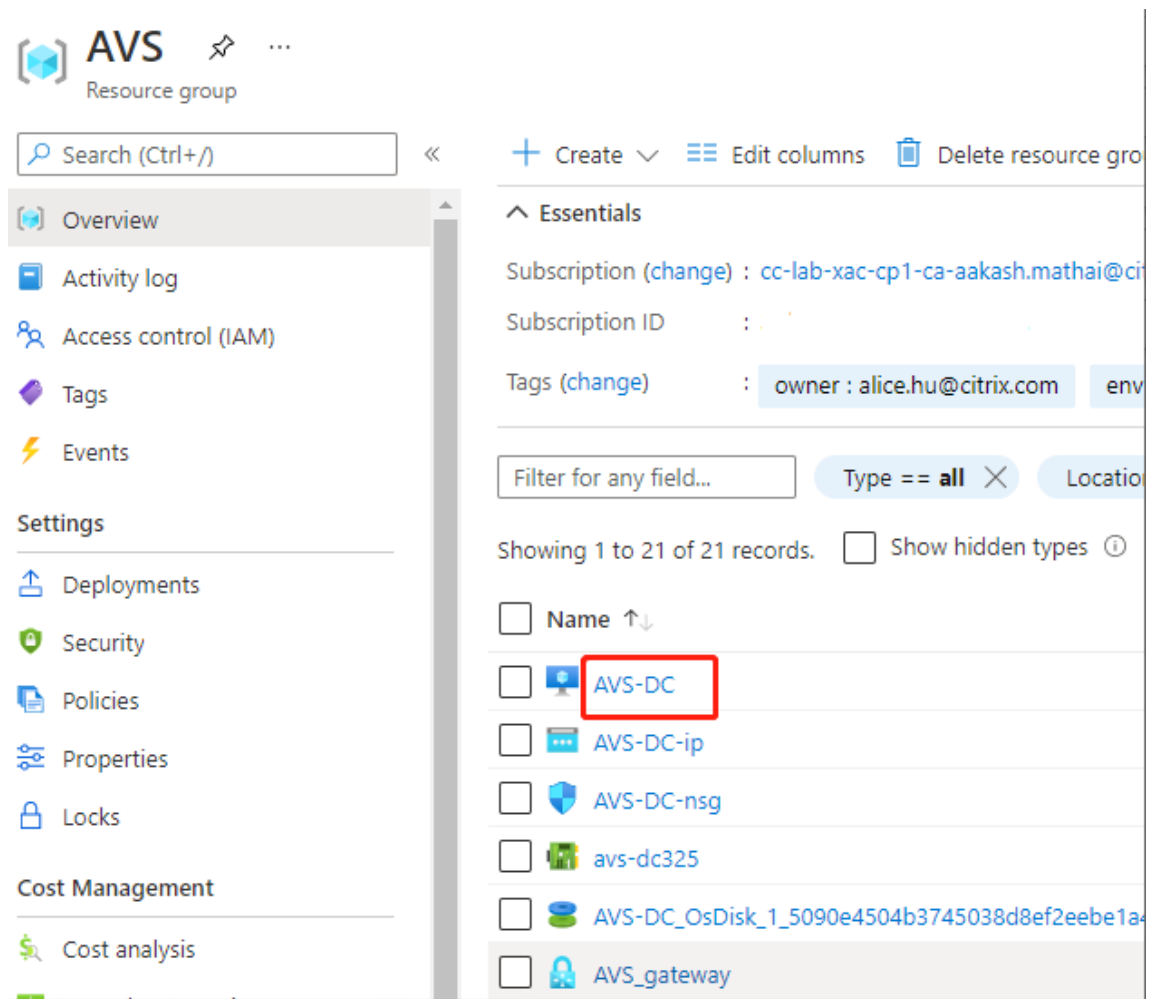 AVS
Resource group
Search (Ctrl+/)
Overview
Activity log
Access control (IAM)
Tags
Events
Settings
Deployments
Security
Policies
Properties
Locks
Cost Management
Cost analysis
Create
Edit columns
Delete resource gro
Essentials
Subscription (change) : cc-lab-xac-cp1-ca-aakash.mathai@ci
Subscription ID :
Tags (change) : owner : alice.hu@citrix.com env
Filter for any field...
Type == all
Locatio
Showing 1 to 21 of 21 records.
Show hidden types
Name
AVS-DC
AVS-DC-ip
AVS-DC-nsg
avs-dc325
AVS-DC_OsDisk_1_5090e4504b3745038d8ef2eebe1a4
AVS_gateway